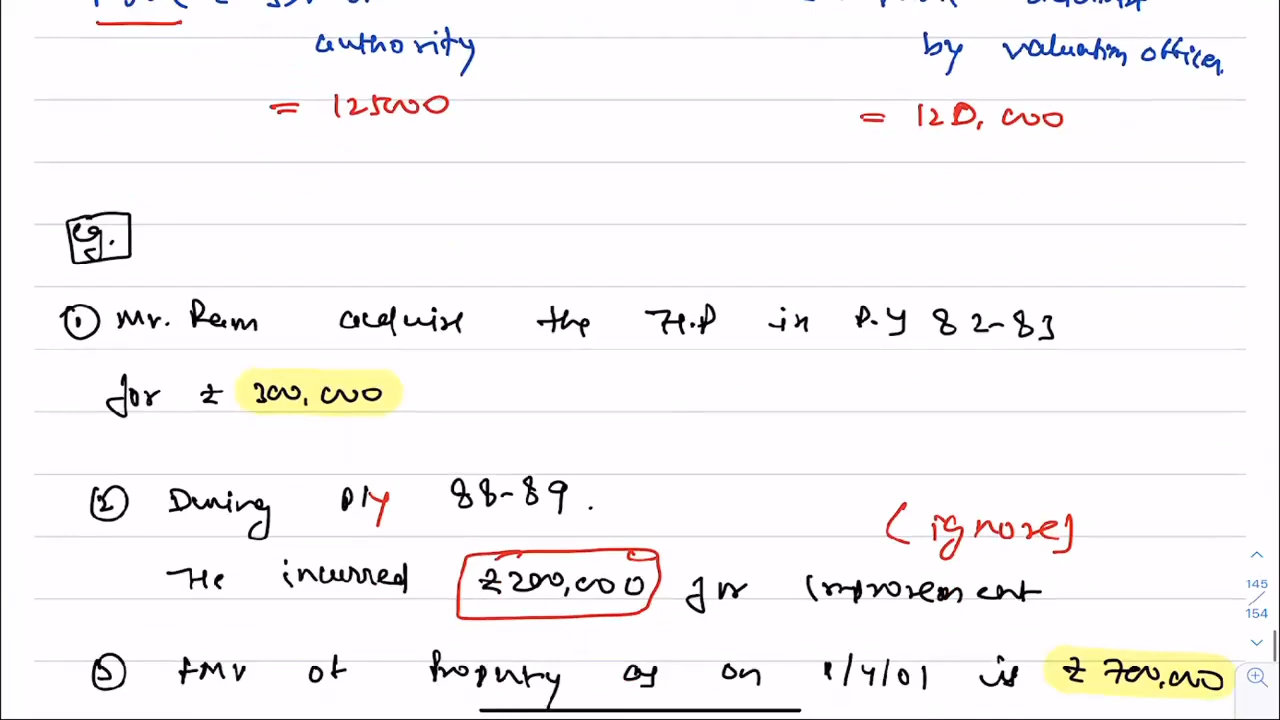 authority
by valuation officer
= 125000
= 120,000
eg.
① Mr. Ram acquire the H.P in P.Y 82-83
for ₹ 300,000
② During P/Y 88-89.
(ignore)
He incurred ₹200,000 for improvement
③ FMV of Property as on 1/4/01 is ₹ 700,000
145
154